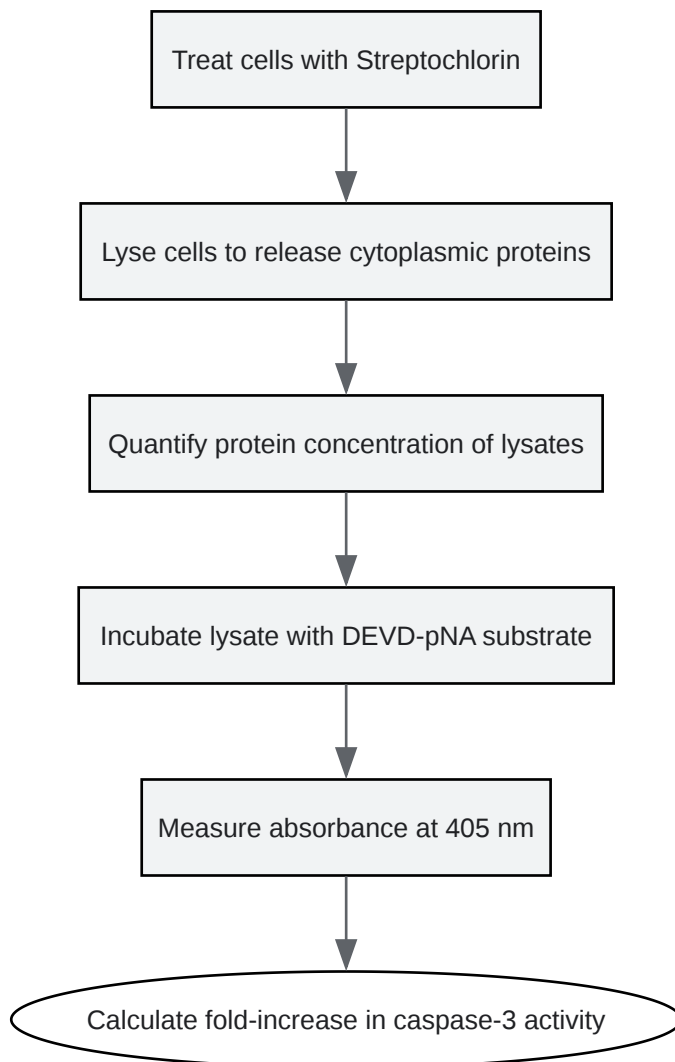 Treat cells with Streptochlorin
Lyse cells to release cytoplasmic proteins
Quantify protein concentration of lysates
Incubate lysate with DEVD-pNA substrate
Measure absorbance at 405 nm
Calculate fold-increase in caspase-3 activity